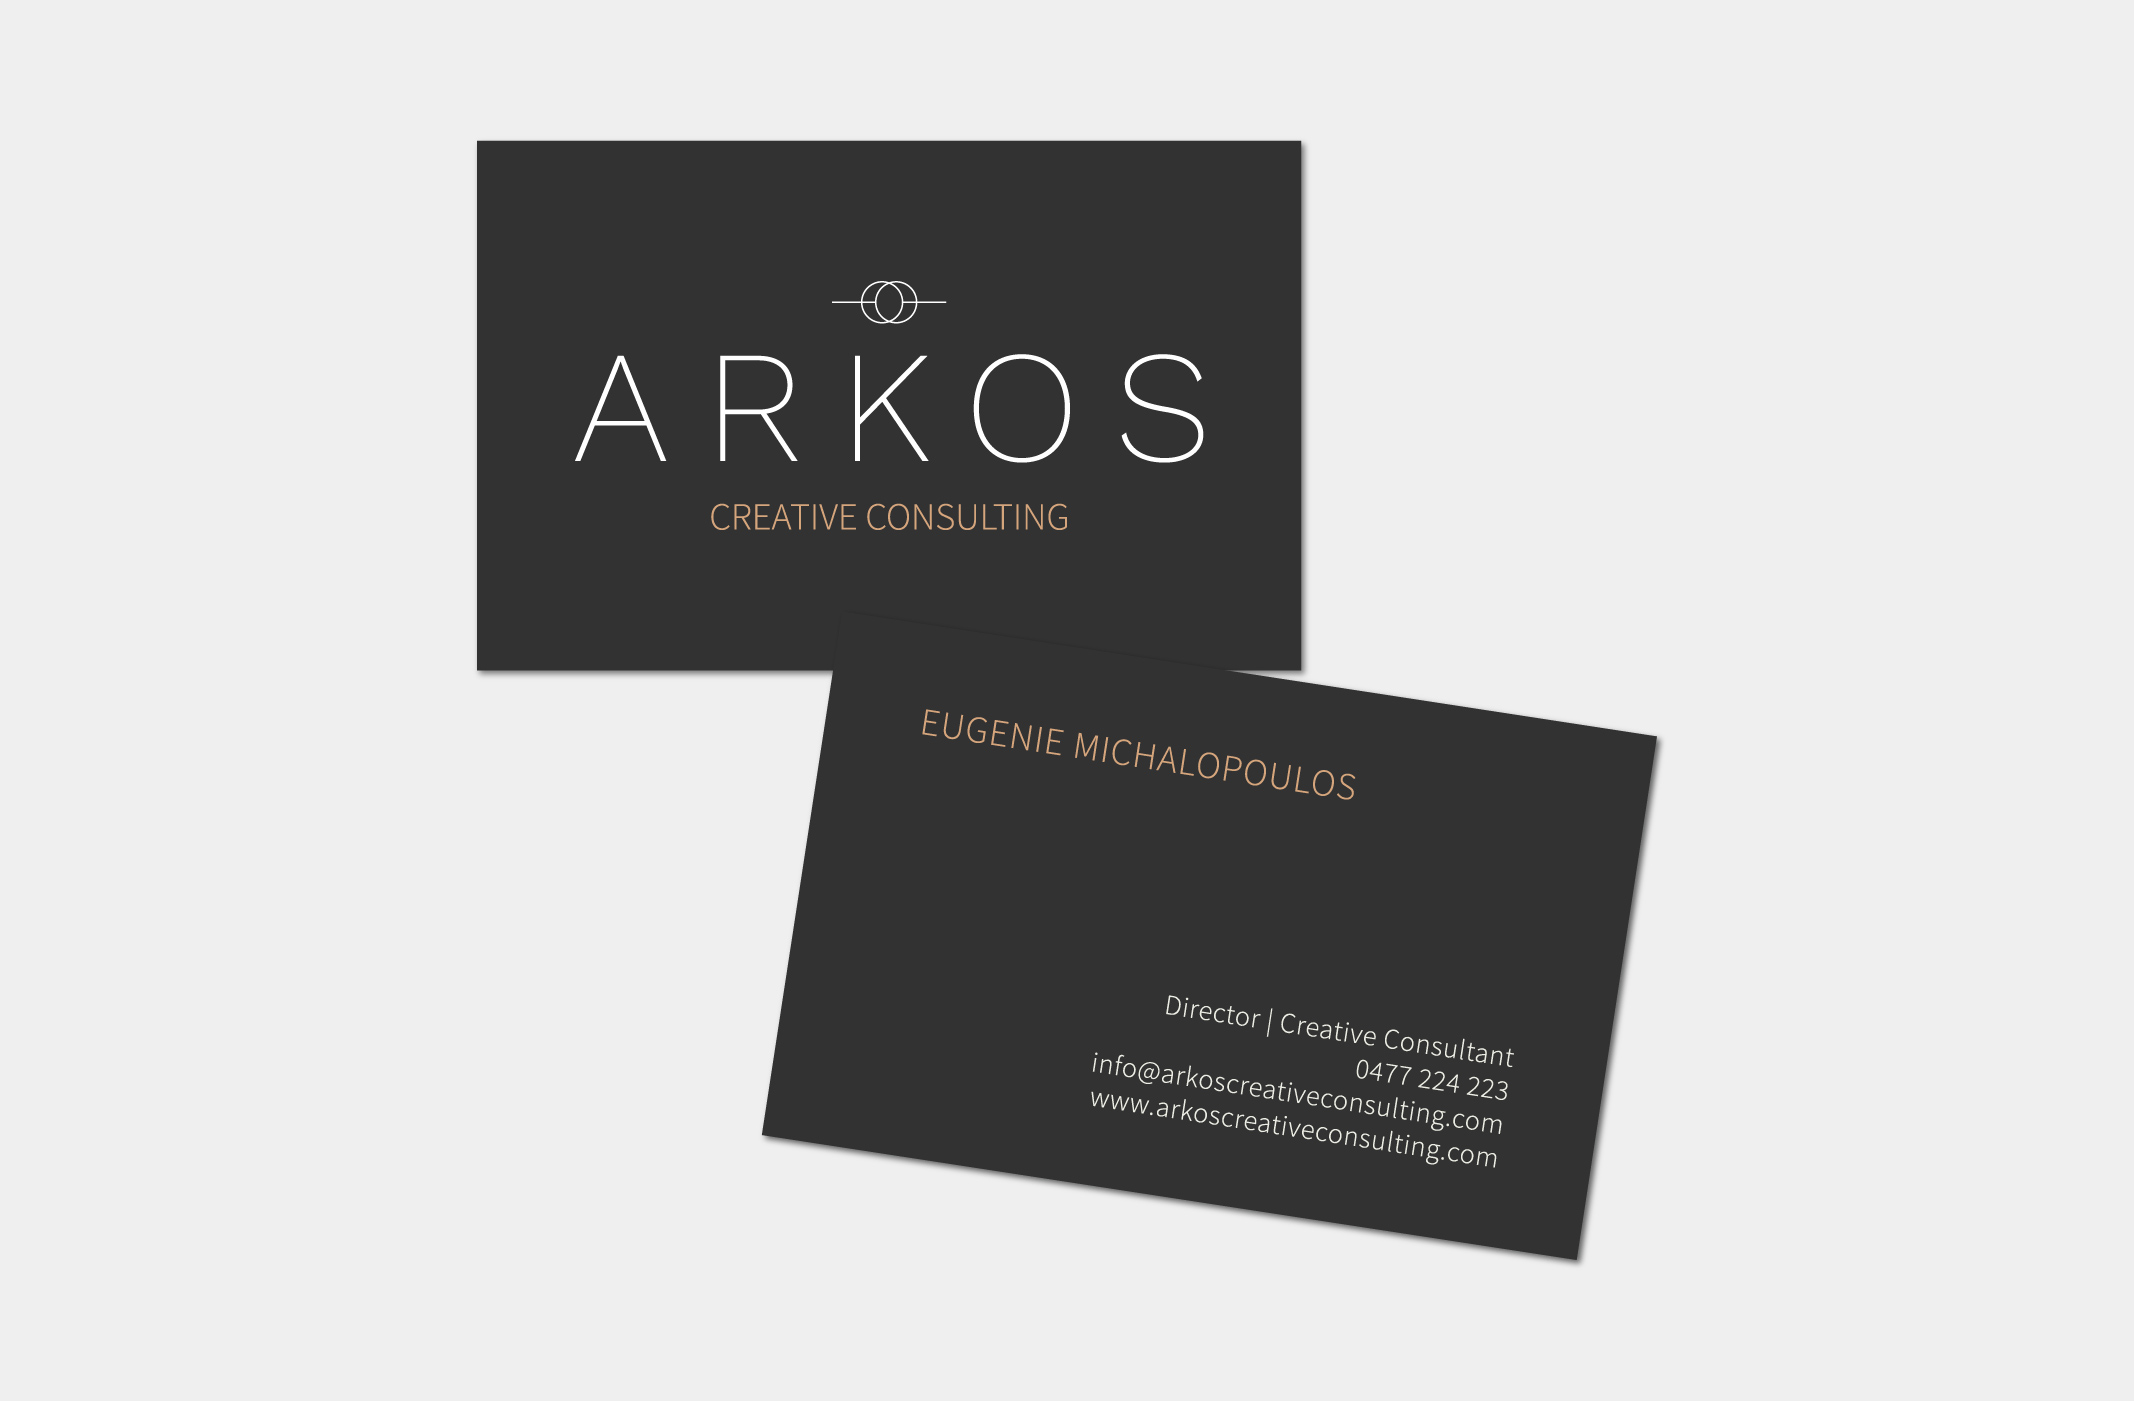 ARKOS
CREATIVE CONSULTING
EUGENIE MICHALOPOULOS
Director | Creative Consultant
0477 224 223
info@arkoscreativeconsulting.com
www.arkoscreativeconsulting.com